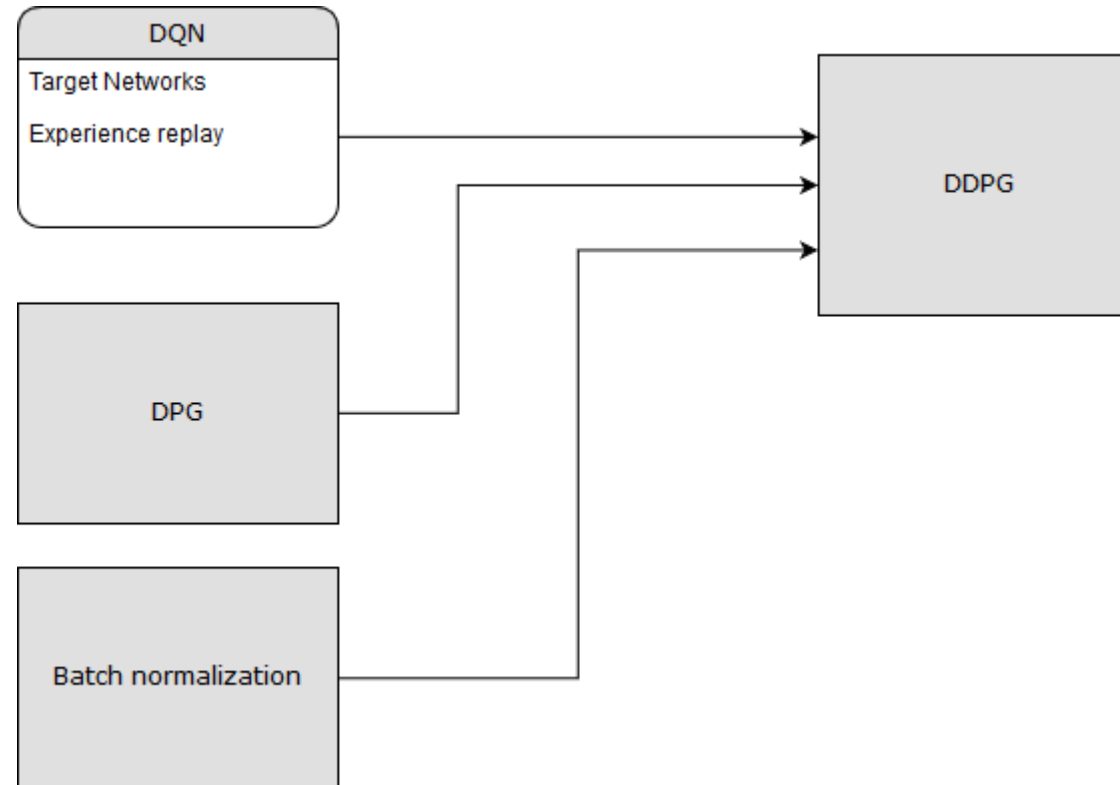 DQN
Target Networks
Experience replay
DDPG
DPG
Batch normalization